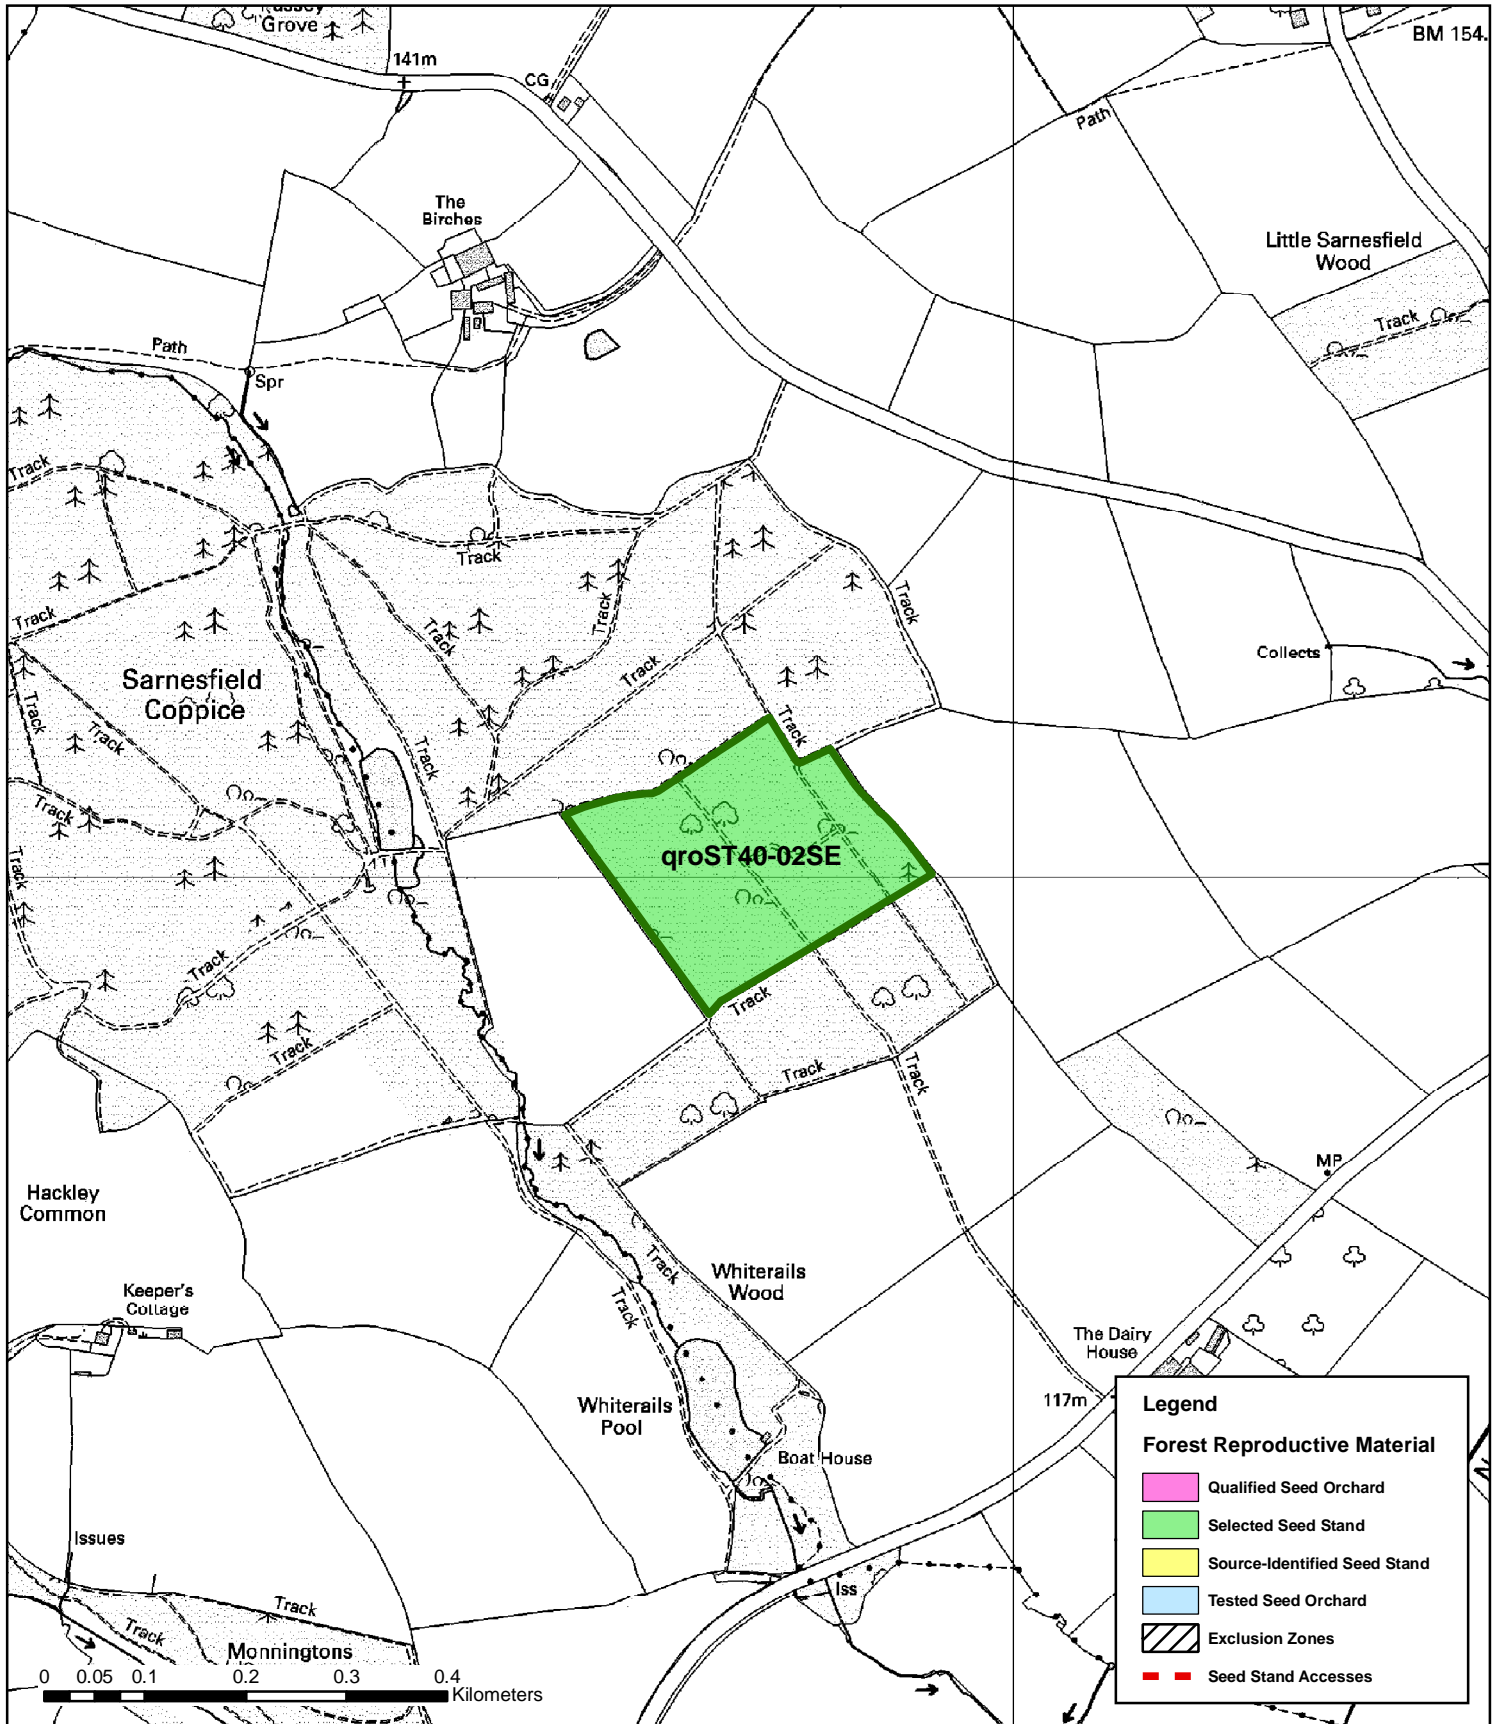 Grove
141m
CG
BM 154.
Path
The
Birches
Little Sarnesfield
Wood
Track
Path
Spr
Track
Track
Track
Track
Track
Track
Track
Collects
Sarnesfield
Coppice
Track
Track
Track
Track
Track
Track
qroST40-02SE
Track
Track
Track
Track
Track
Track
Hackley
Common
MP
Keeper's
Cottage
Track
Track
Whiterails
Wood
The Dairy
House
117m
Whiterails
Pool
Boat House
Issues
Iss
Track
Track
Monningtons
0 0.05 0.1 0.2 0.3 0.4
Kilometers
Legend
Forest Reproductive Material
Qualified Seed Orchard
Selected Seed Stand
Source-Identified Seed Stand
Tested Seed Orchard
Exclusion Zones
Seed Stand Accesses